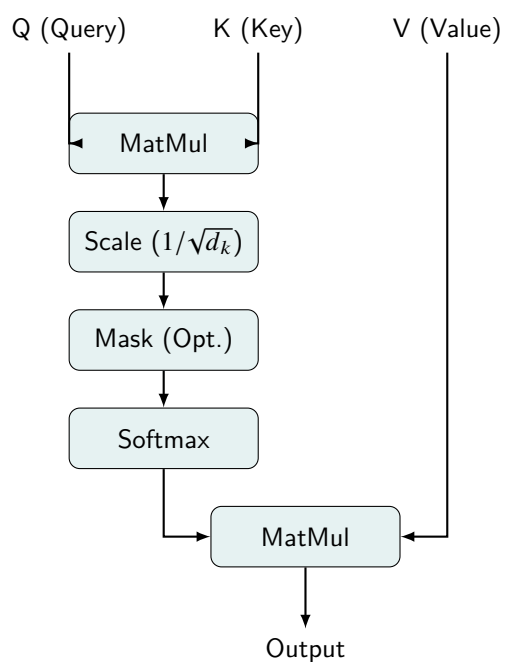 Q (Query) K (Key) V (Value)
MatMul
Scale (1/√d_k)
Mask (Opt.)
Softmax
MatMul
Output